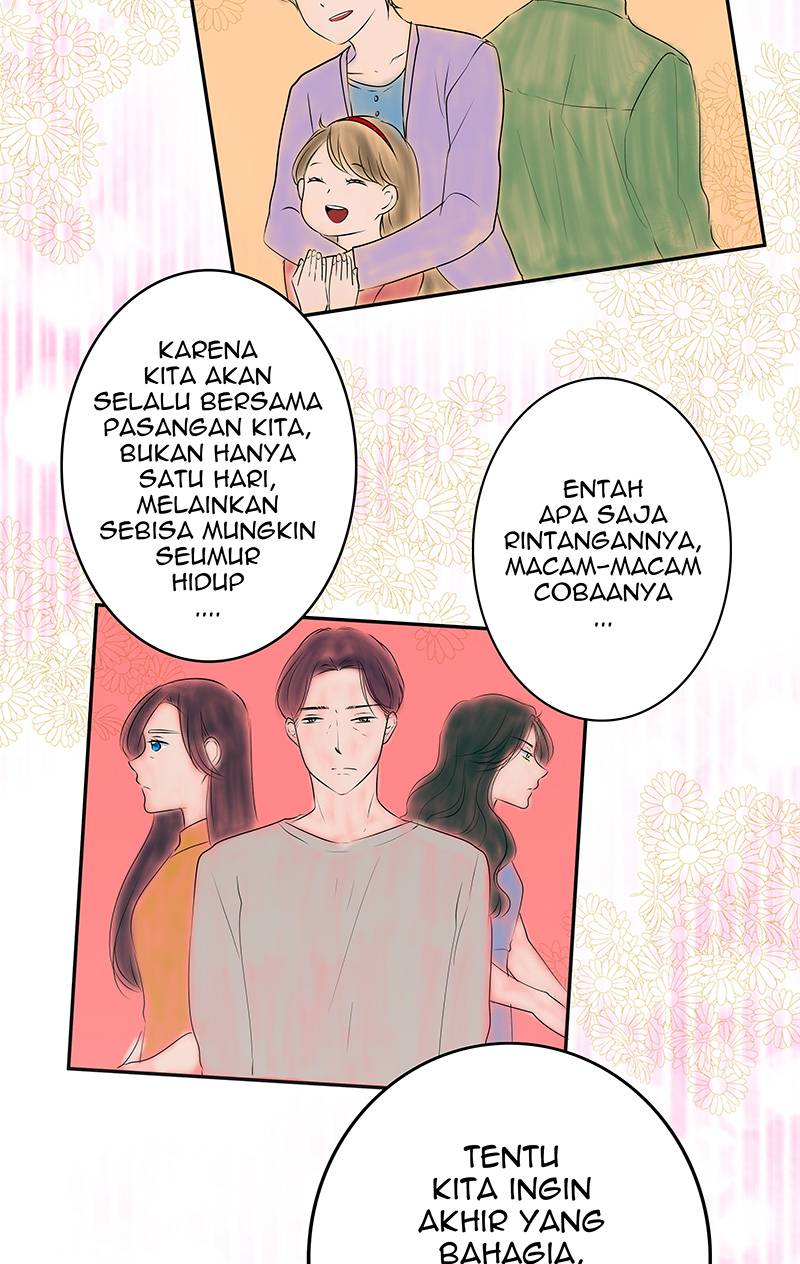 KARENA
KITA AKAN
SELALU BERSAMA
PASANGAN KITA,
BUKAN HANYA
SATU HARI,
MELAINKAN
SEBISA MUNGKIN
SEUMUR
HIDUP
....
ENTAH
APA SAJA
RINTANGANNYA,
MACAM-MACAM
COBAANYA
...
TENTU
KITA INGIN
AKHIR YANG
BAHAGIA,